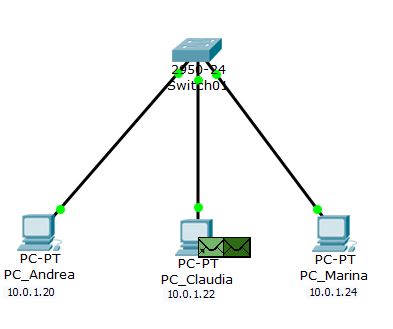 2950-24
Switch01
PC-PT
PC_Andrea
10.0.1.20
PC-PT
PC_Claudia
10.0.1.22
PC-PT
PC_Marina
10.0.1.24